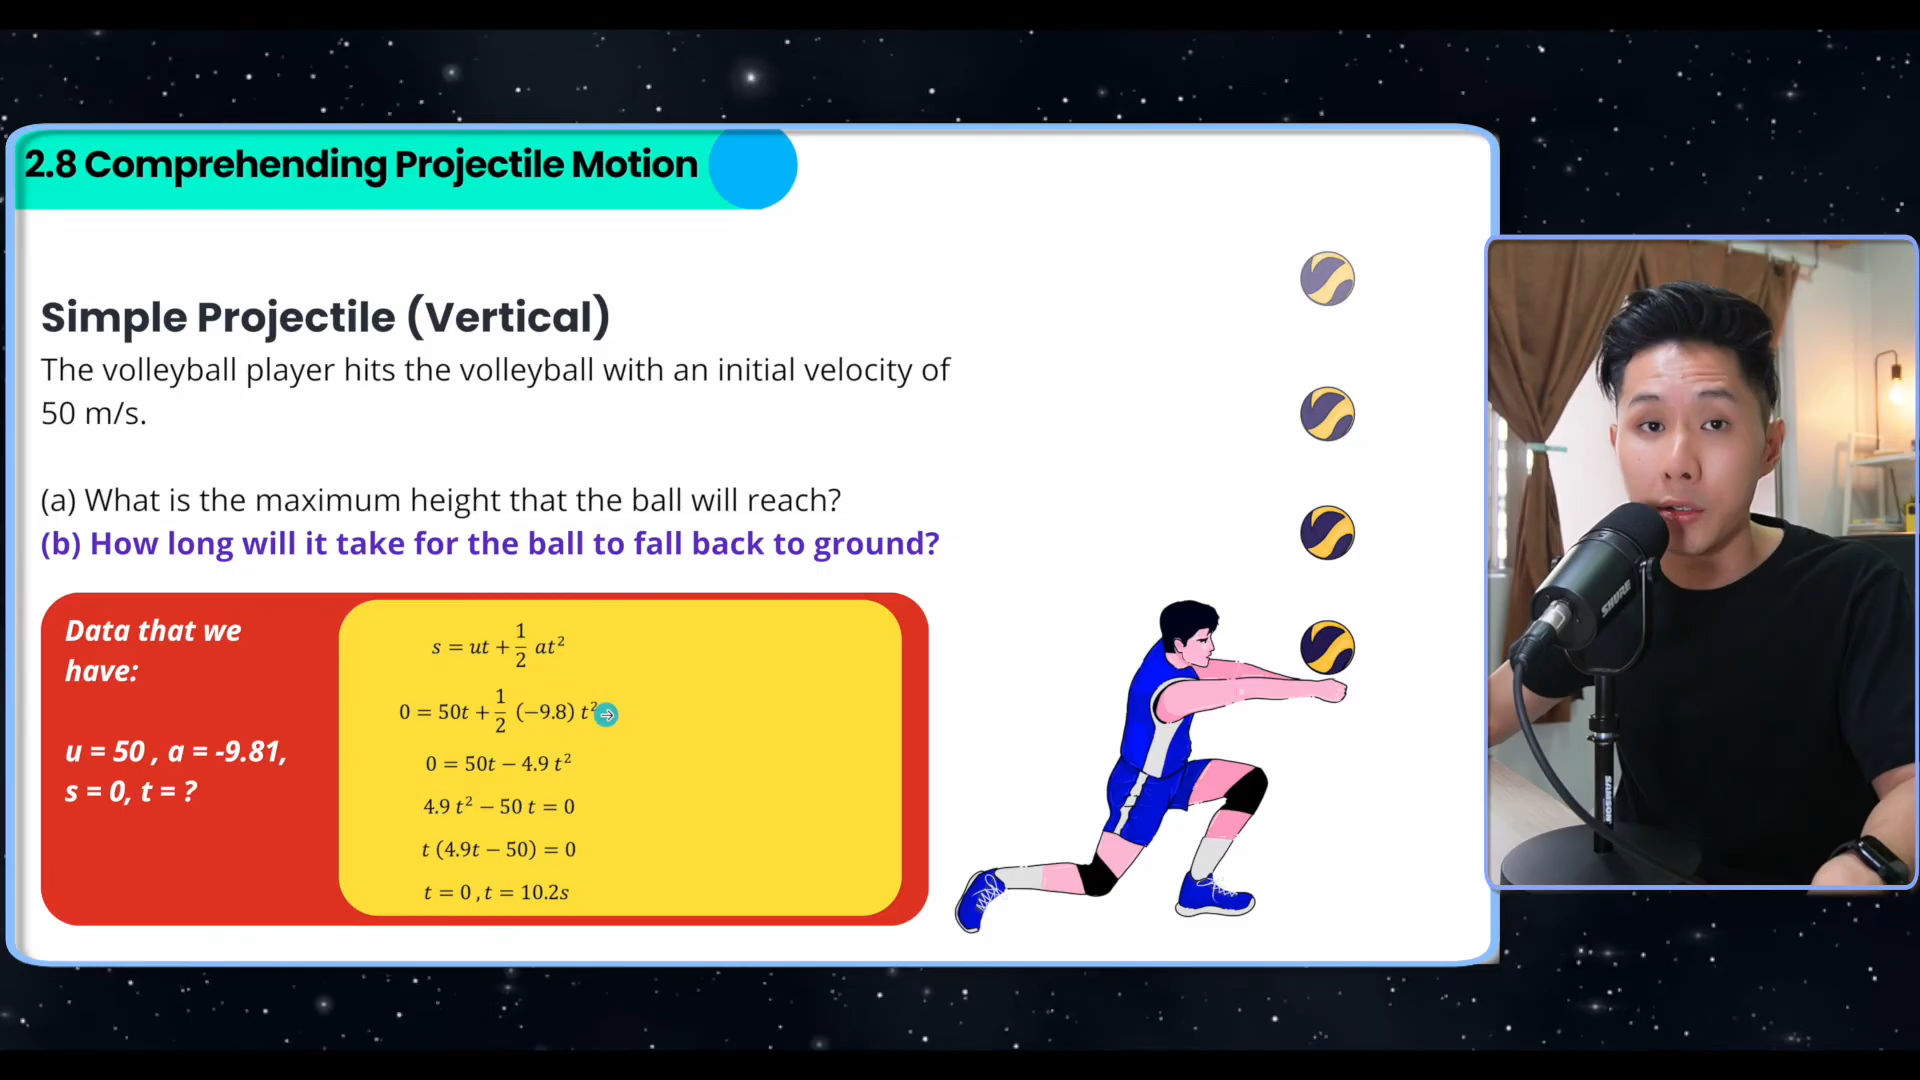 2.8 Comprehending Projectile Motion
Simple Projectile (Vertical)
The volleyball player hits the volleyball with an initial velocity of
50 m/s.
(a) What is the maximum height that the ball will reach?
(b) How long will it take for the ball to fall back to ground?
Data that we
have:
u = 50 , a = -9.81,
s = 0, t = ?
s = ut + 1/2 at²
0 = 50t + 1/2 (−9.8) t²
0 = 50t − 4.9 t²
4.9 t² − 50 t = 0
t (4.9t − 50) = 0
t = 0 , t = 10.2s
SHURE
SAMSON